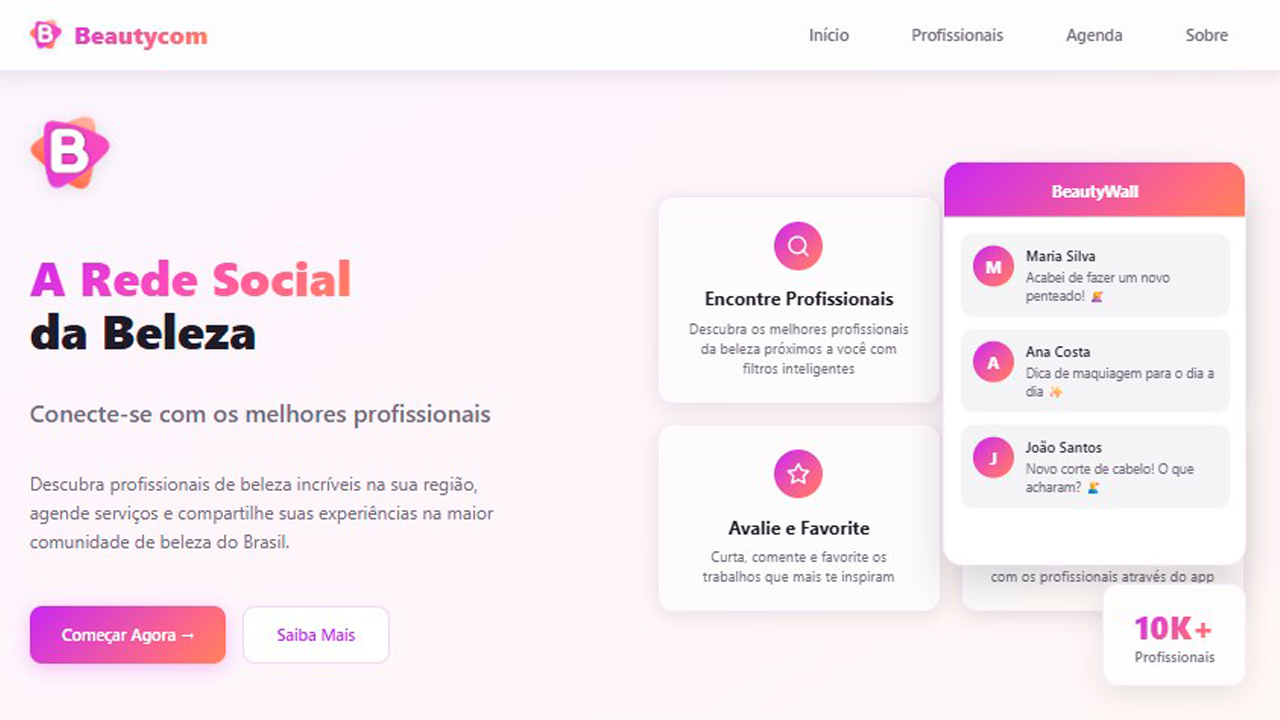 B Beautycom
Início Profissionais Agenda Sobre
B
A Rede Social
da Beleza
Conecte-se com os melhores profissionais
Descubra profissionais de beleza incríveis na sua região,
agende serviços e compartilhe suas experiências na maior
comunidade de beleza do Brasil.
Começar Agora →
Saiba Mais
Encontre Profissionais
Descubra os melhores profissionais
da beleza próximos a você com
filtros inteligentes
Avalie e Favorite
Curta, comente e favorite os
trabalhos que mais te inspiram
BeautyWall
M
Maria Silva
Acabei de fazer um novo
penteado! 💇‍♀️
A
Ana Costa
Dica de maquiagem para o dia a
dia ✨
J
João Santos
Novo corte de cabelo! O que
acharam? 💇‍♂️
com os profissionais através do app
10K+
Profissionais